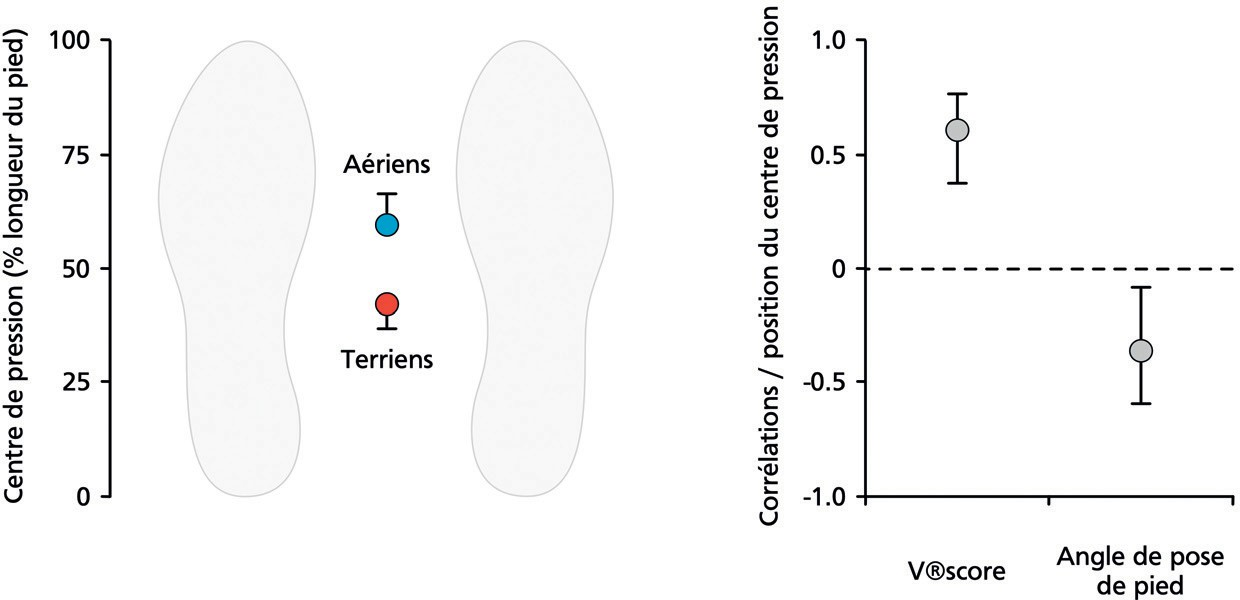 Centre de pression (% longueur du pied)
100
75
50
25
0
Aériens
Terriens
Corrélations / position du centre de pression
1.0
0.5
0
-0.5
-1.0
V®score
Angle de pose
de pied